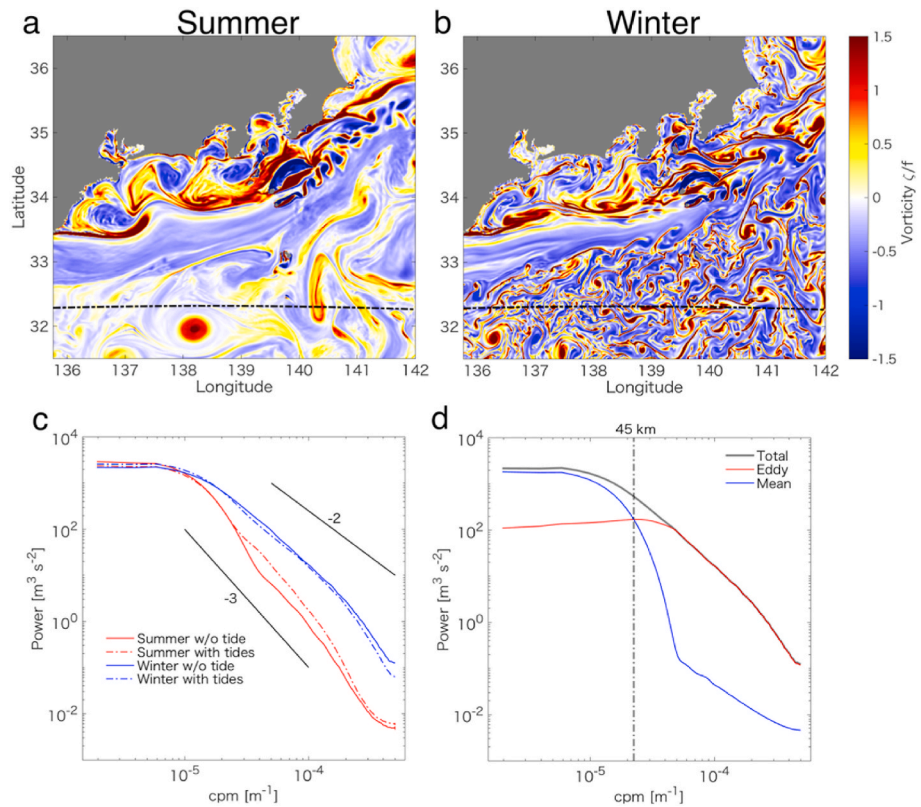 a Summer b Winter
36
35
34
33
32
Latitude
136 137 138 139 140 141 142
Longitude
36
35
34
33
32
136 137 138 139 140 141 142
Longitude
1.5
1
0.5
0
-0.5
-1
-1.5
Vorticity ζ/f
c
10^4
10^2
10^0
10^-2
Power [m^3 s^-2]
-2
-3
Summer w/o tide
Summer with tides
Winter w/o tide
Winter with tides
10^-5 10^-4
cpm [m^-1]
d
45 km
10^4
10^2
10^0
10^-2
Power [m^3 s^-2]
Total
Eddy
Mean
10^-5 10^-4
cpm [m^-1]